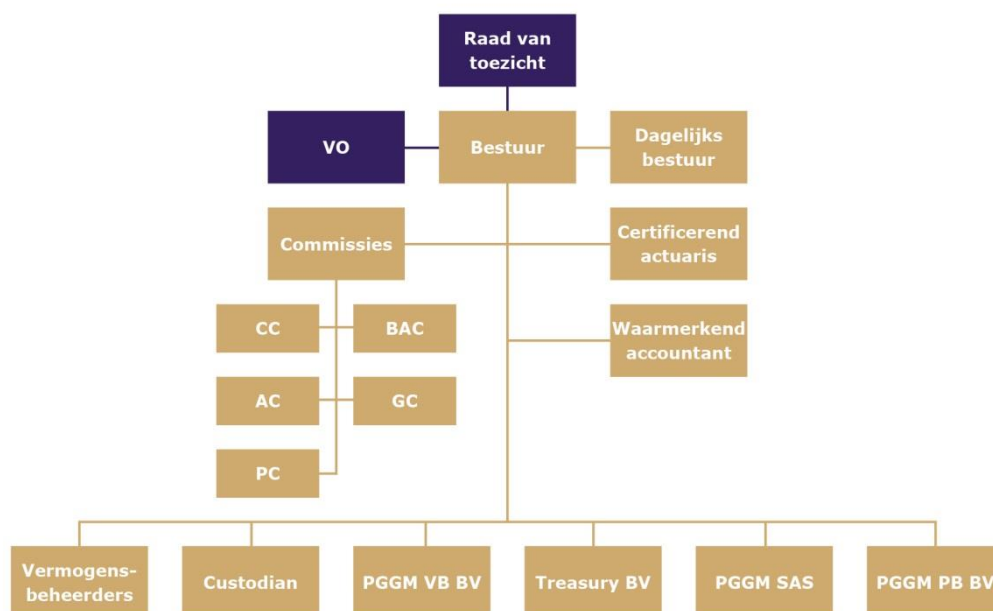 Raad van
toezicht
VO
Bestuur
Dagelijks
bestuur
Commissies
Certificerend
actuaris
CC
BAC
Waarmerkend
accountant
AC
GC
PC
Vermogens-
beheerders
Custodian
PGGM VB BV
Treasury BV
PGGM SAS
PGGM PB BV